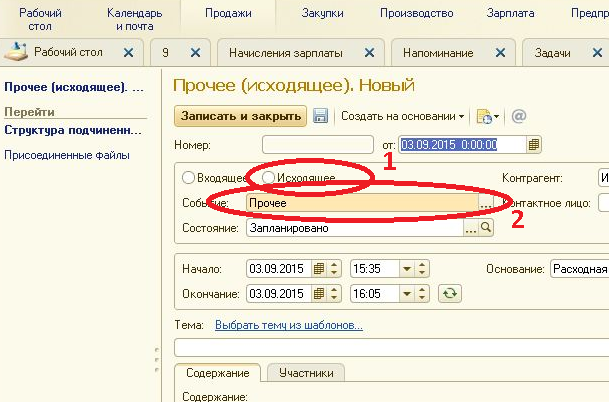 Рабочий стол
Календарь и почта
Продажи
Закупки
Производство
Зарплата
Предпр
Рабочий стол
9
Начисления зарплаты
Напоминание
Задачи
Прочее (исходящее). ...
Перейти
Структура подчиненн...
Присоединенные файлы
Прочее (исходящее). Новый
Записать и закрыть
Создать на основании
@
Номер:
от: 03.09.2015 0:00:00
1
Входящее
Исходящее
Контрагент: И
Событие: Прочее ...
2
Контактное лицо:
Состояние: Запланировано ...
Начало: 03.09.2015 15:35
Основание: Расходная
Окончание: 03.09.2015 16:05
Тема: Выбрать тему из шаблонов...
Содержание
Участники
Содержание: